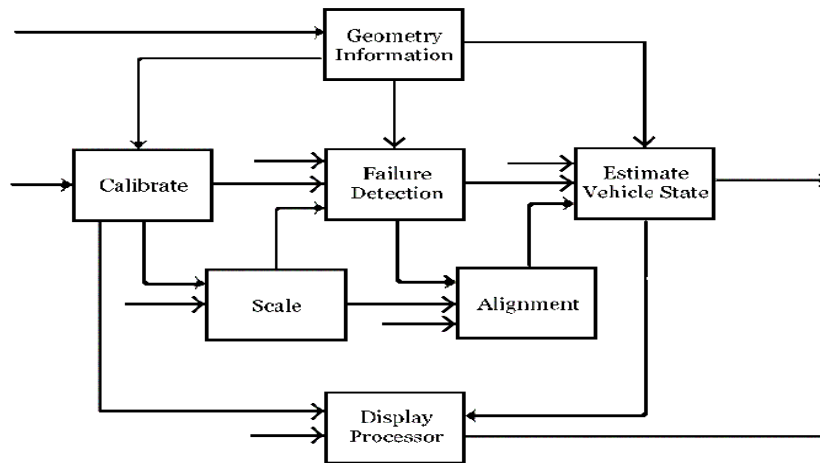 Geometry
Information
Calibrate
Failure
Detection
Estimate
Vehicle State
Scale
Alignment
Display
Processor